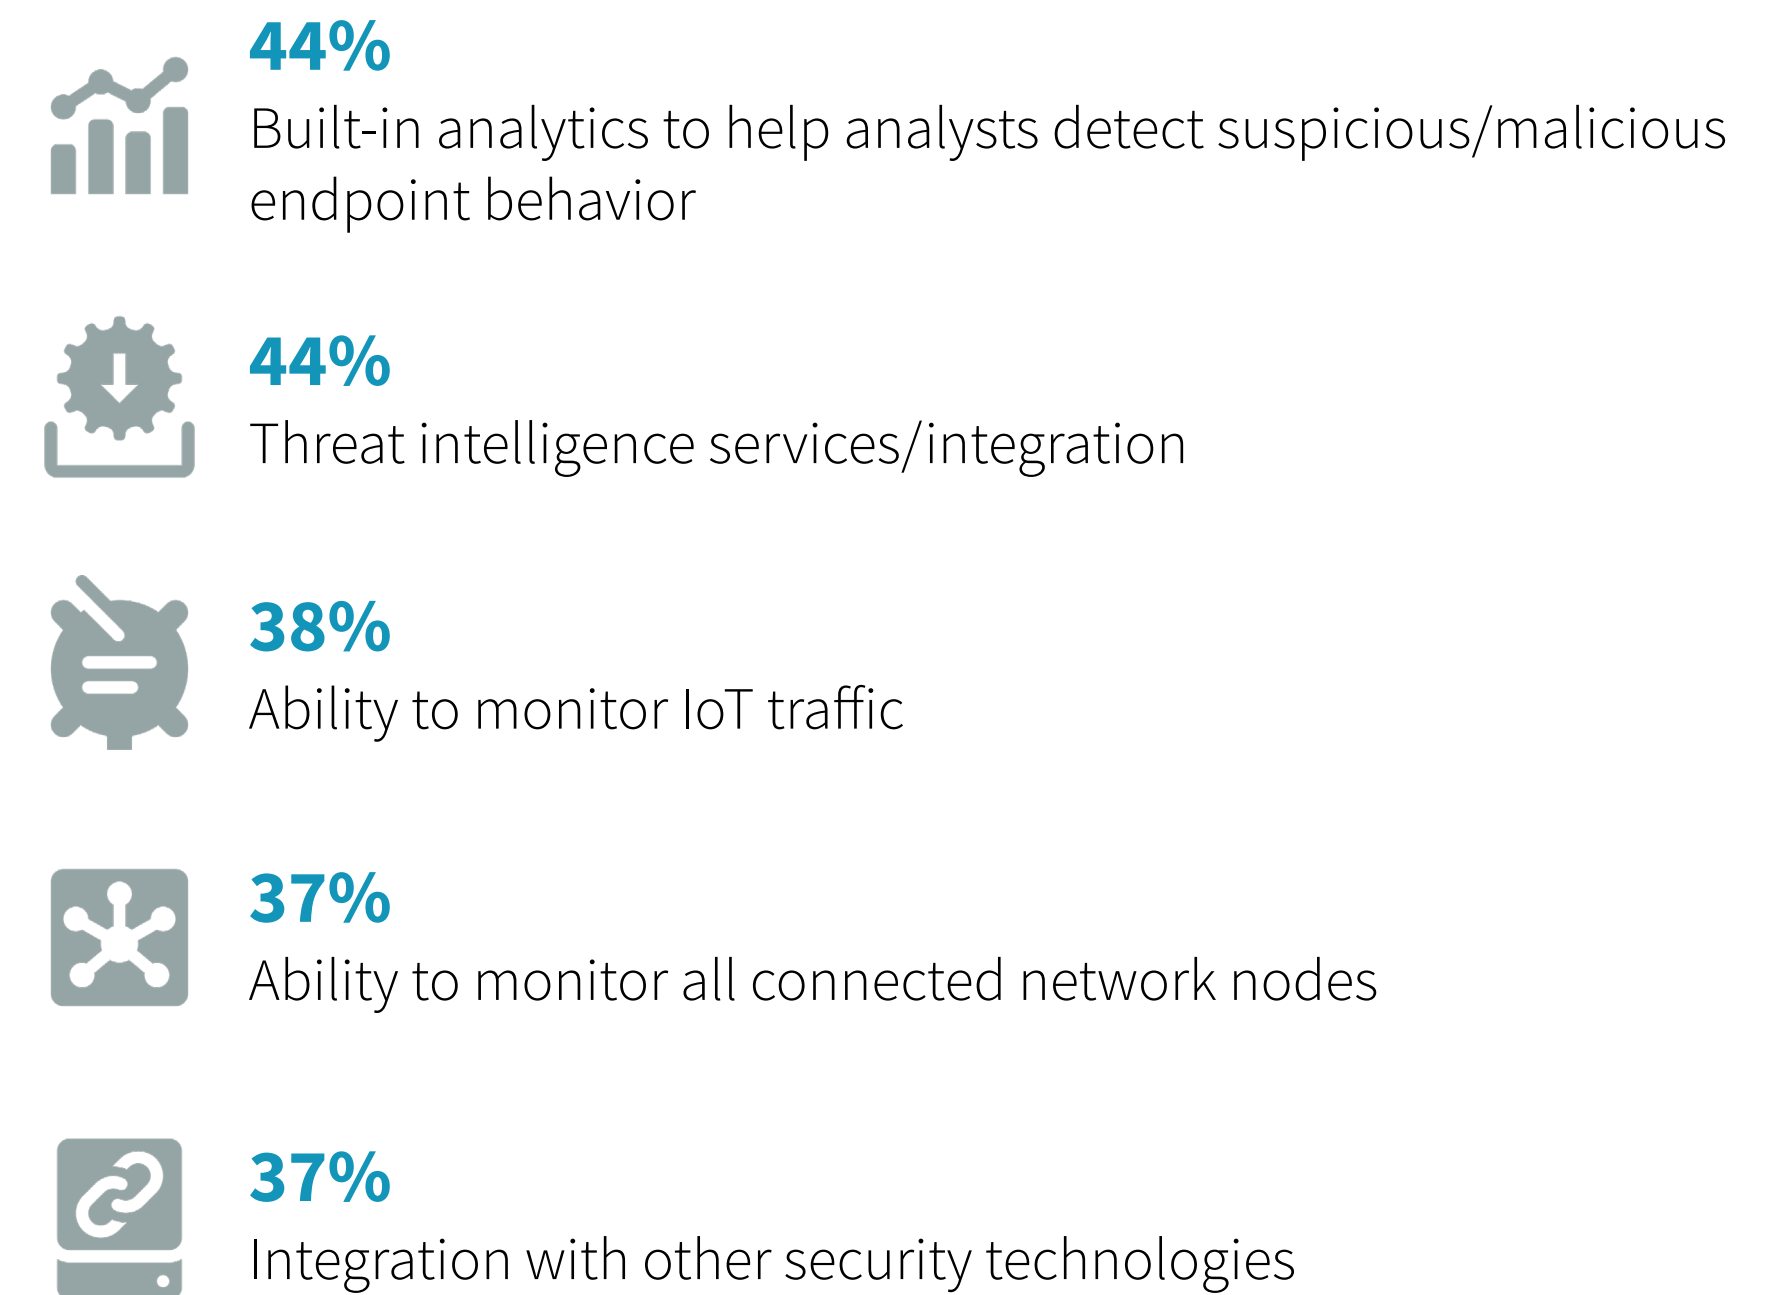 44%
Built-in analytics to help analysts detect suspicious/malicious
endpoint behavior
44%
Threat intelligence services/integration
38%
Ability to monitor IoT traffic
37%
Ability to monitor all connected network nodes
37%
Integration with other security technologies